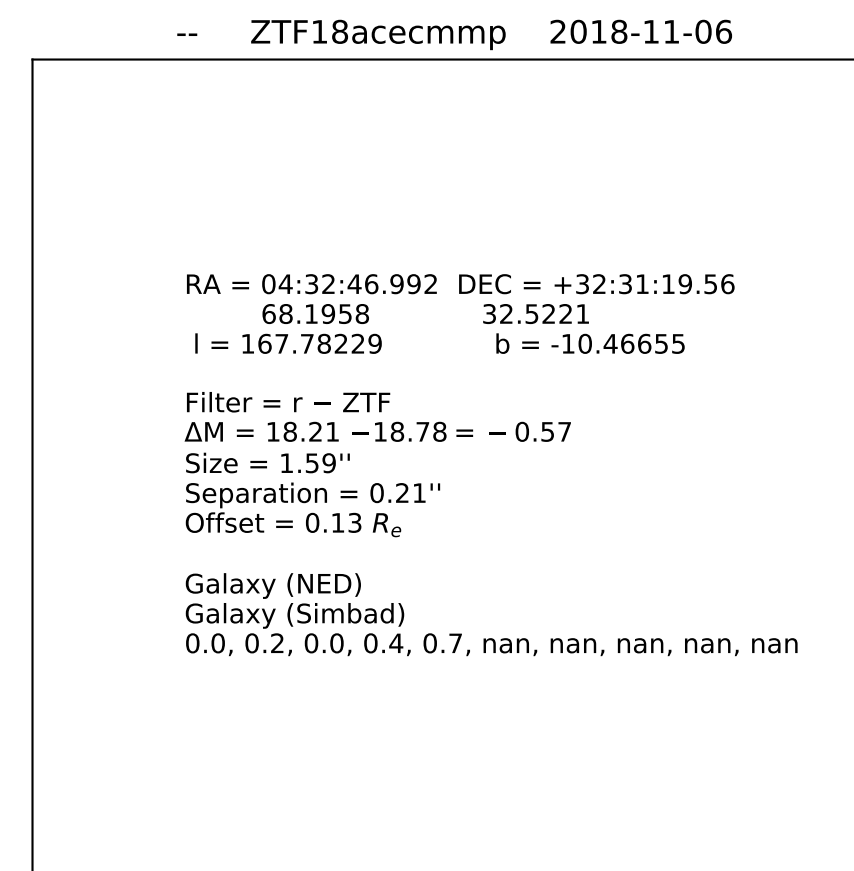 -- ZTF18acecmmp 2018-11-06
RA = 04:32:46.992 DEC = +32:31:19.56
68.1958 32.5221
l = 167.78229 b = -10.46655
Filter = r − ZTF
ΔM = 18.21 −18.78 = − 0.57
Size = 1.59''
Separation = 0.21''
Offset = 0.13 Re
Galaxy (NED)
Galaxy (Simbad)
0.0, 0.2, 0.0, 0.4, 0.7, nan, nan, nan, nan, nan